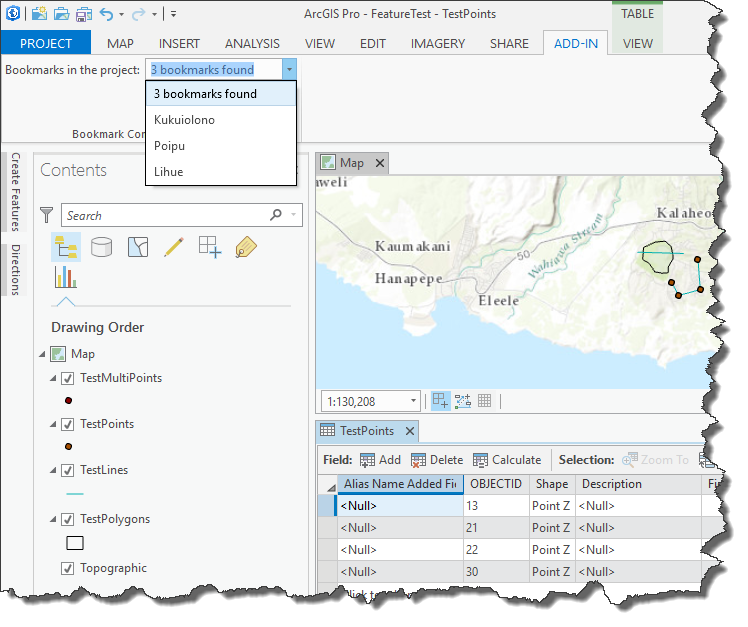 ArcGIS Pro - FeatureTest - TestPoints
TABLE
PROJECT MAP INSERT ANALYSIS VIEW EDIT IMAGERY SHARE ADD-IN VIEW
Bookmarks in the project: 3 bookmarks found
3 bookmarks found
Kukuiolono
Poipu
Lihue
Bookmark Con
Create Features
Directions
Contents
Search
Drawing Order
Map
TestMultiPoints
TestPoints
TestLines
TestPolygons
Topographic
Map
nweli
Kalaheo
Kaumakani
50
Wahiawa Stream
Hanapepe
Eleele
1:130,208
TestPoints
Field: Add Delete Calculate Selection: Zoom To
Alias Name Added Fie OBJECTID Shape Description Fi
<Null> 13 Point Z <Null>
<Null> 21 Point Z <Null>
<Null> 22 Point Z <Null>
<Null> 30 Point Z <Null>